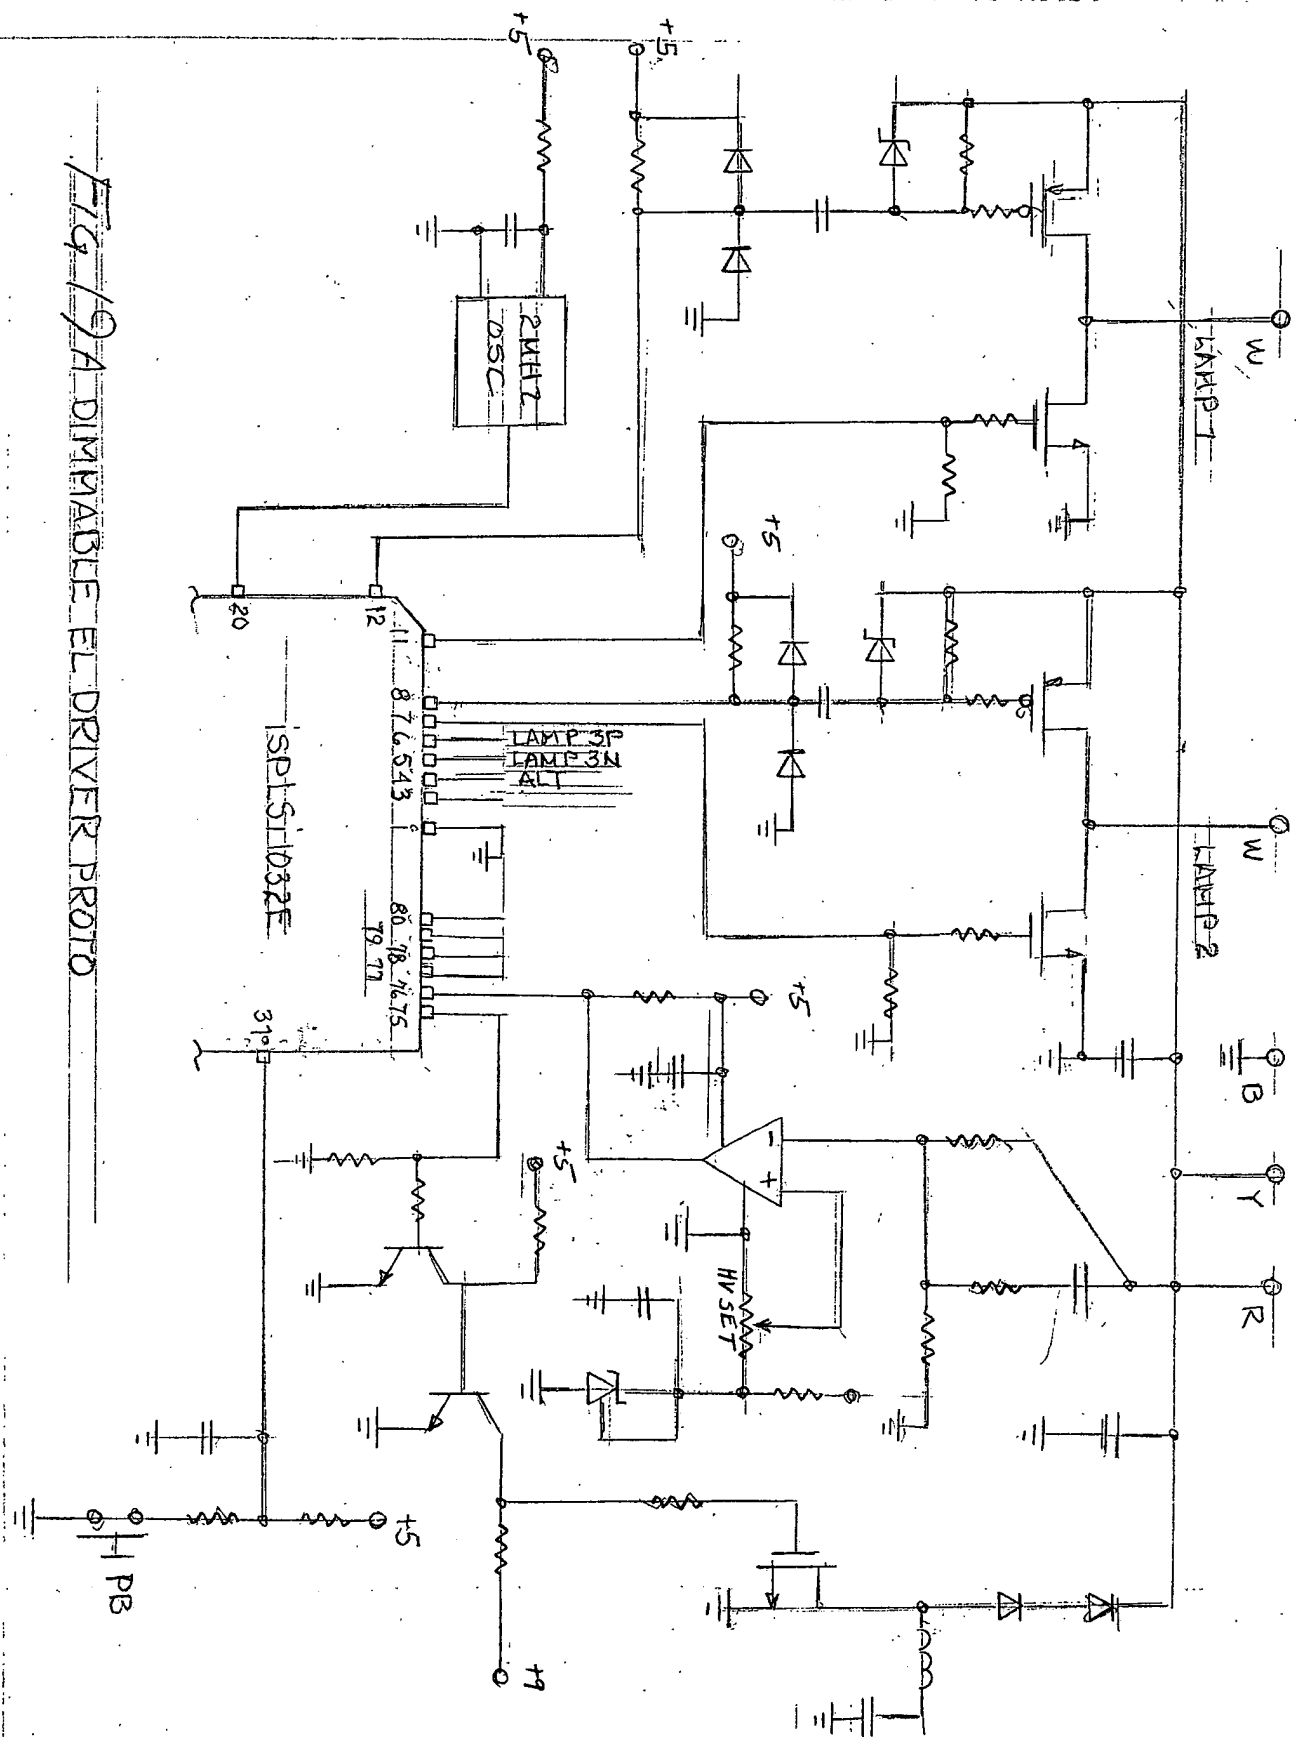 FIG 19A DIMMABLE EL DRIVER PROTO
+5
+5
2MHZ
OSC
W
LAMP 1
+5
W
LAMP 2
B
Y
R
20
12
11
8 7 6 5 4 3
1
80 78 76 75
79 77
31
ISPLSI1032E
LAMP 3P
LAMP 3N
ALT
+5
-
+
HV SET
+5
+5
PB
+9